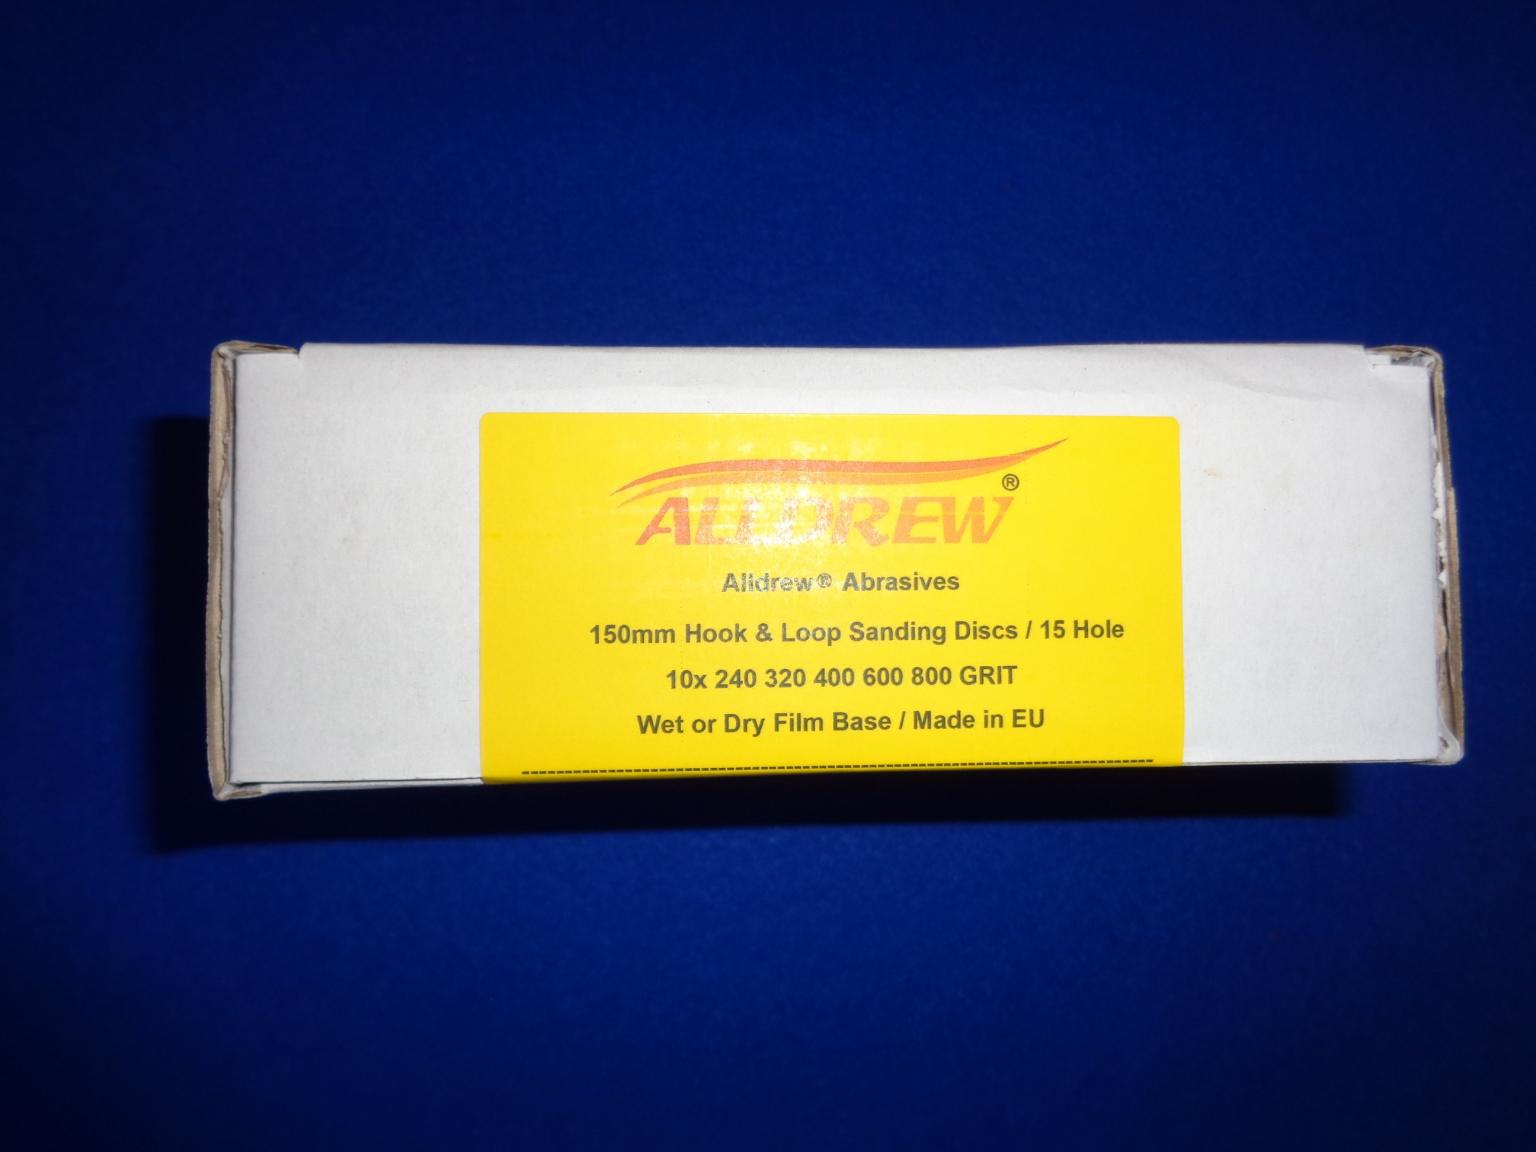 ALLDREW®
Alldrew® Abrasives
150mm Hook & Loop Sanding Discs / 15 Hole
10x 240 320 400 600 800 GRIT
Wet or Dry Film Base / Made in EU